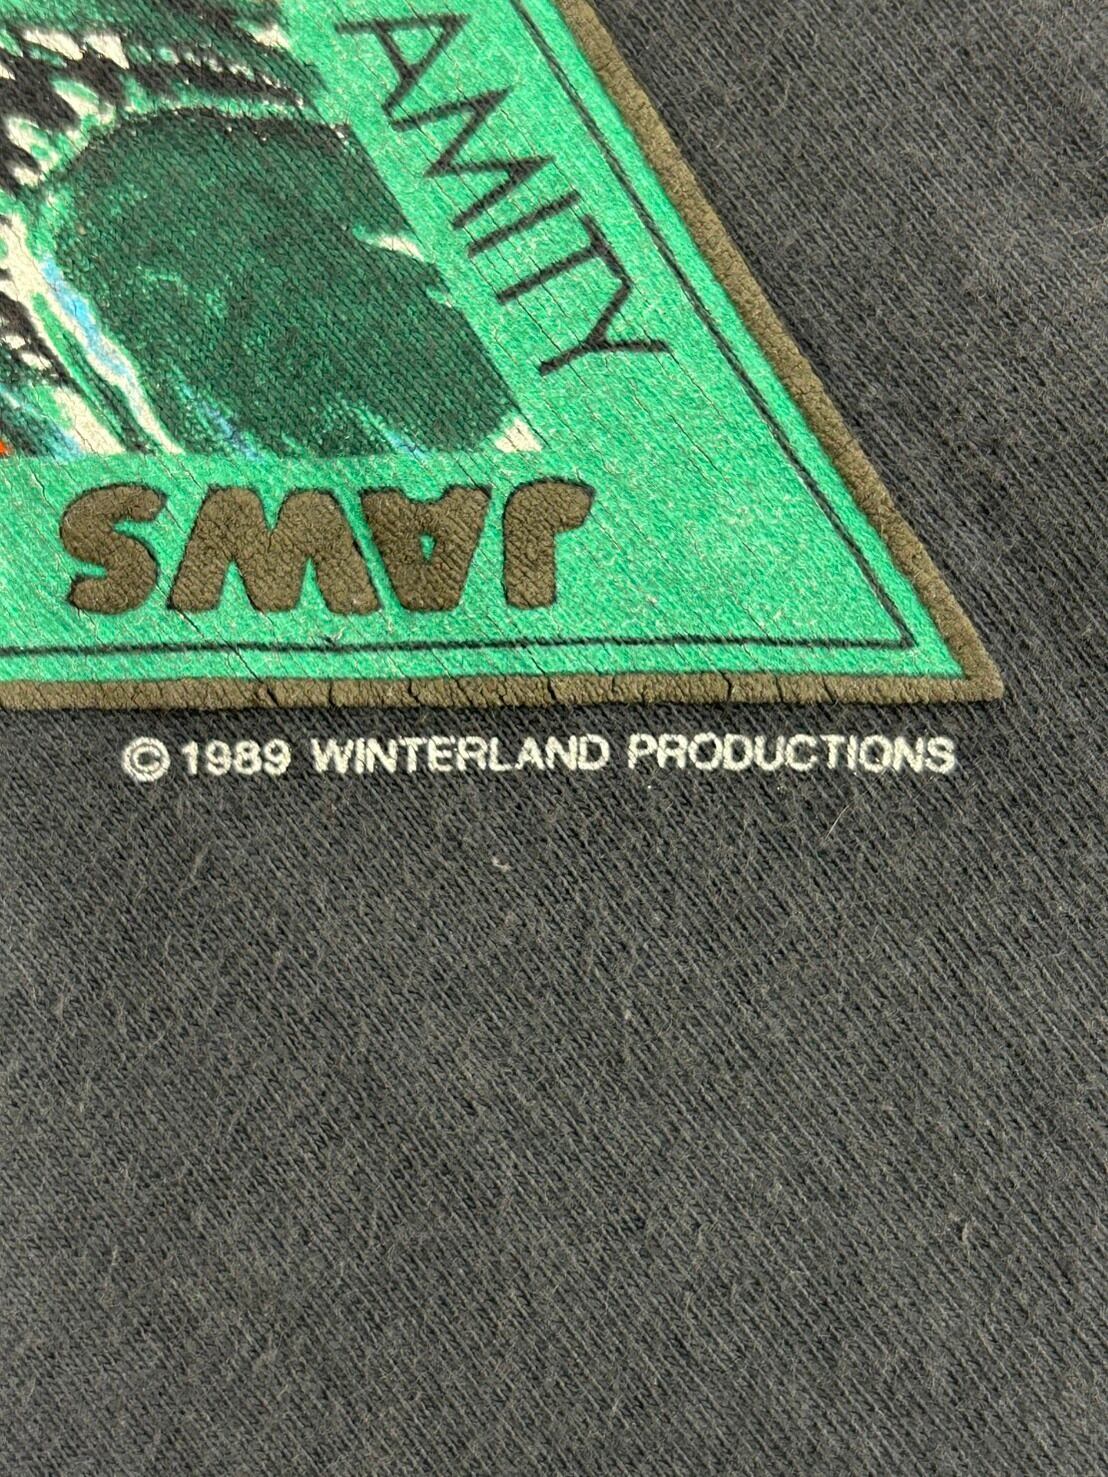 AMITY
JAWS
© 1989 WINTERLAND PRODUCTIONS